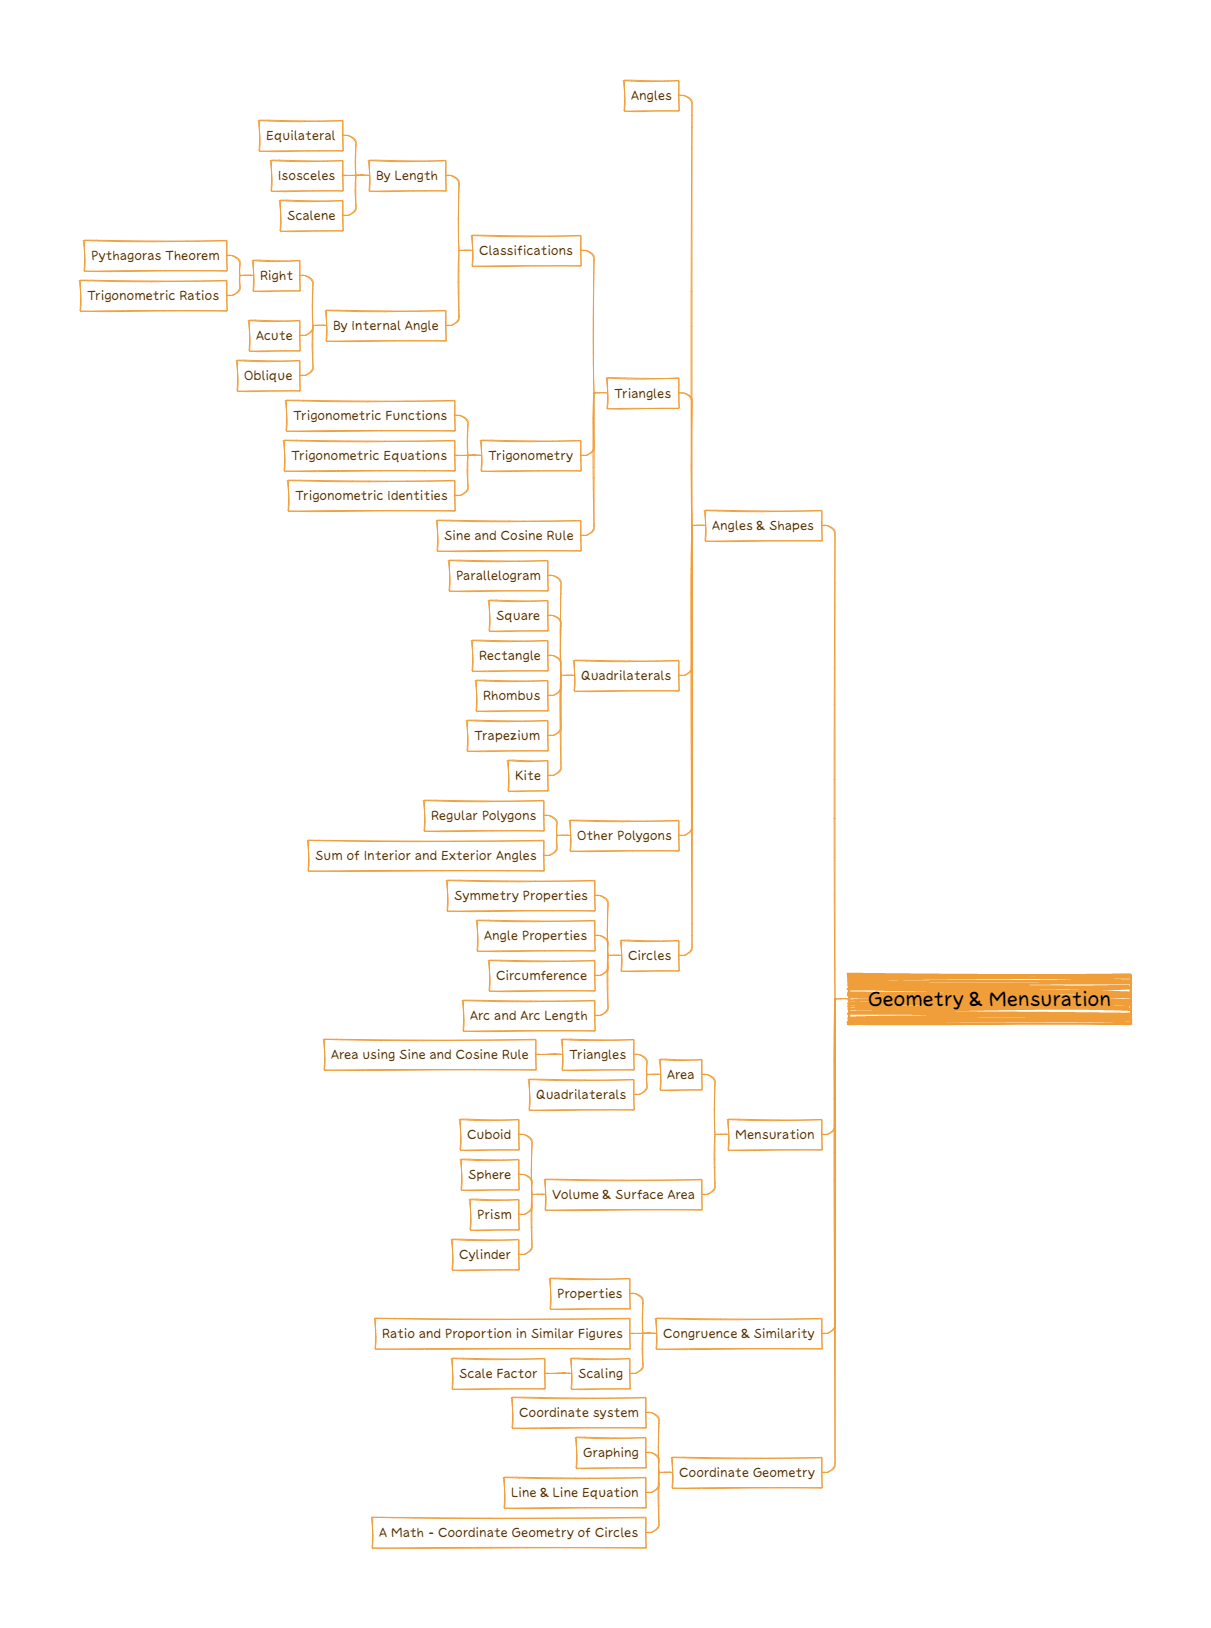 Angles
Equilateral
Isosceles
By Length
Scalene
Classifications
Pythagoras Theorem
Right
Trigonometric Ratios
By Internal Angle
Acute
Oblique
Triangles
Trigonometric Functions
Trigonometric Equations
Trigonometry
Trigonometric Identities
Angles & Shapes
Sine and Cosine Rule
Parallelogram
Square
Rectangle
Quadrilaterals
Rhombus
Trapezium
Kite
Regular Polygons
Other Polygons
Sum of Interior and Exterior Angles
Symmetry Properties
Angle Properties
Circles
Circumference
Geometry & Mensuration
Arc and Arc Length
Area using Sine and Cosine Rule
Triangles
Area
Quadrilaterals
Cuboid
Mensuration
Sphere
Volume & Surface Area
Prism
Cylinder
Properties
Ratio and Proportion in Similar Figures
Congruence & Similarity
Scale Factor
Scaling
Coordinate system
Graphing
Coordinate Geometry
Line & Line Equation
A Math - Coordinate Geometry of Circles